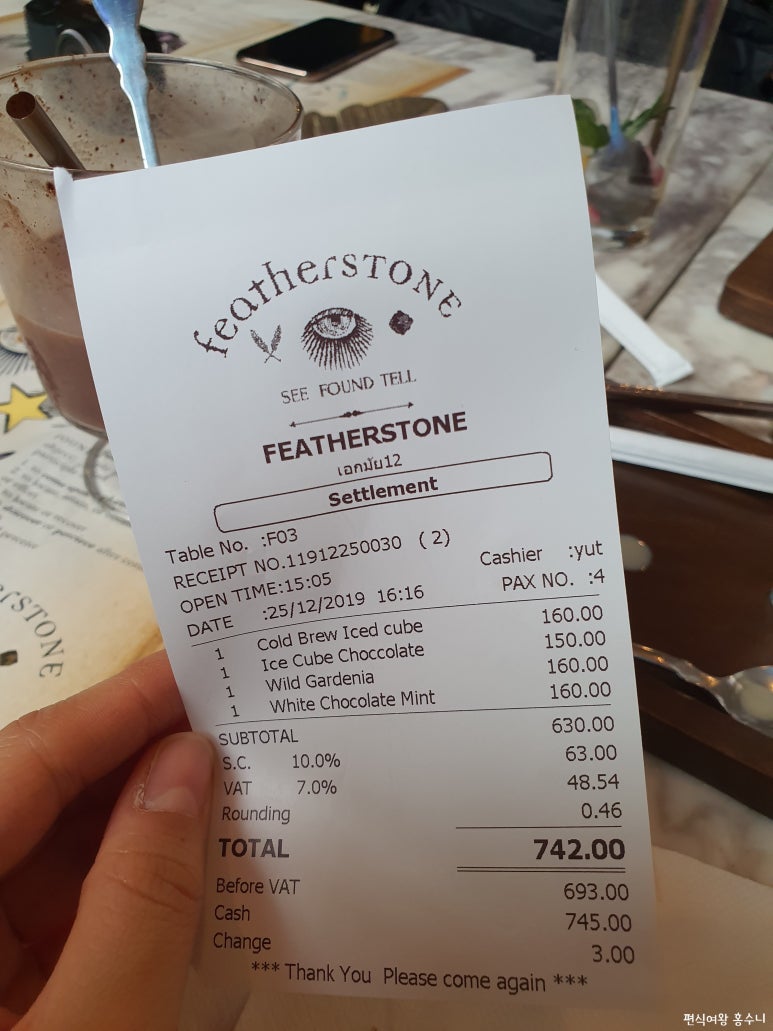 featherSTONE
SEE FOUND TELL
FEATHERSTONE
เอกมัย12
Settlement
Table No. :F03
RECEIPT NO.11912250030 ( 2)
OPEN TIME:15:05 Cashier :yut
DATE :25/12/2019 16:16 PAX NO. :4
1 Cold Brew Iced cube 160.00
1 Ice Cube Choccolate 150.00
1 Wild Gardenia 160.00
1 White Chocolate Mint 160.00
SUBTOTAL 630.00
S.C. 10.0% 63.00
VAT 7.0% 48.54
Rounding 0.46
TOTAL 742.00
Before VAT 693.00
Cash 745.00
Change 3.00
*** Thank You Please come again ***
STONE
편식여왕 홍수니